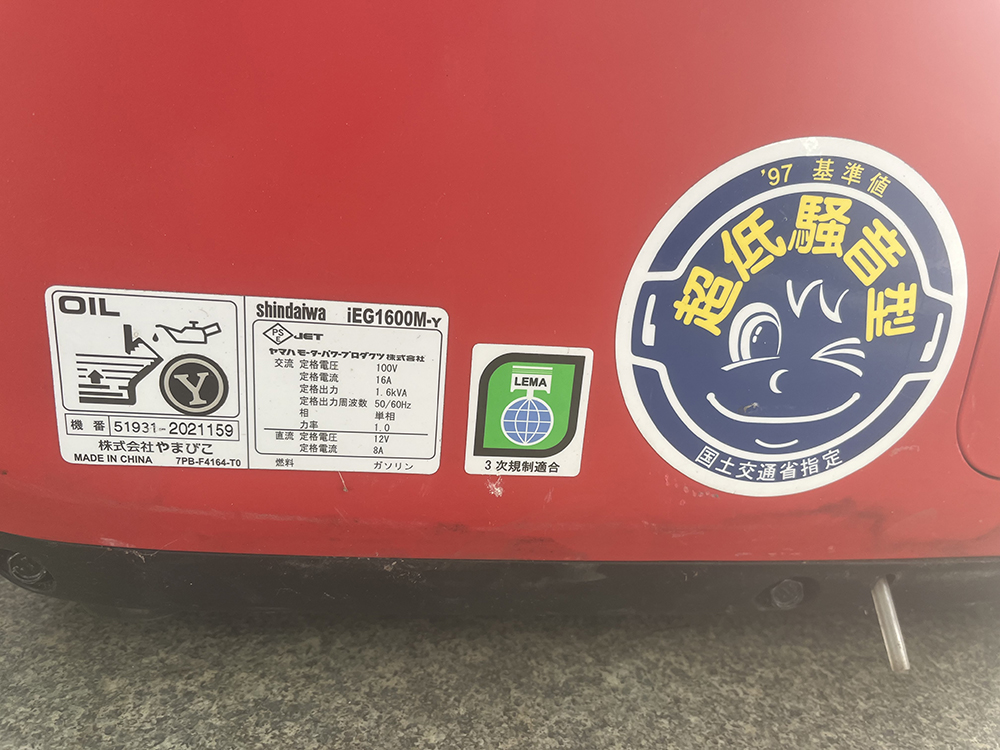 OIL
Y
機 番 51931 2021159
株式会社やまびこ
MADE IN CHINA 7PB-F4164-T0
shindaiwa iEG1600M-Y
PSE JET
ヤマハモーターパワープロダクツ株式会社
交流 定格電圧 100V
定格電流 16A
定格出力 1.6kVA
定格出力周波数 50/60Hz
相 単相
力率 1.0
直流 定格電圧 12V
定格電流 8A
燃料 ガソリン
LEMA
3次規制適合
'97 基準値
超低騒音型
国土交通省指定